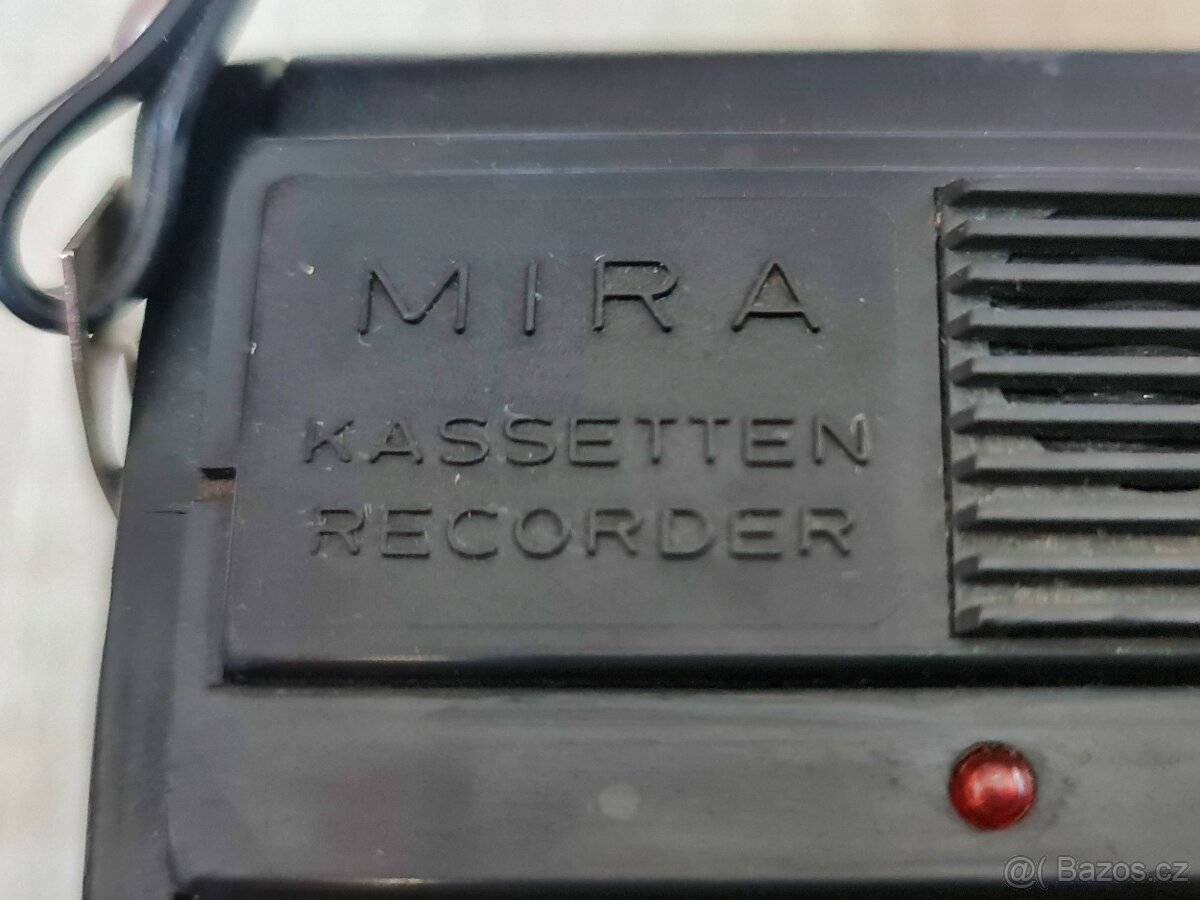 MIRA
KASSETTEN
RECORDER
@( Bazos.cz